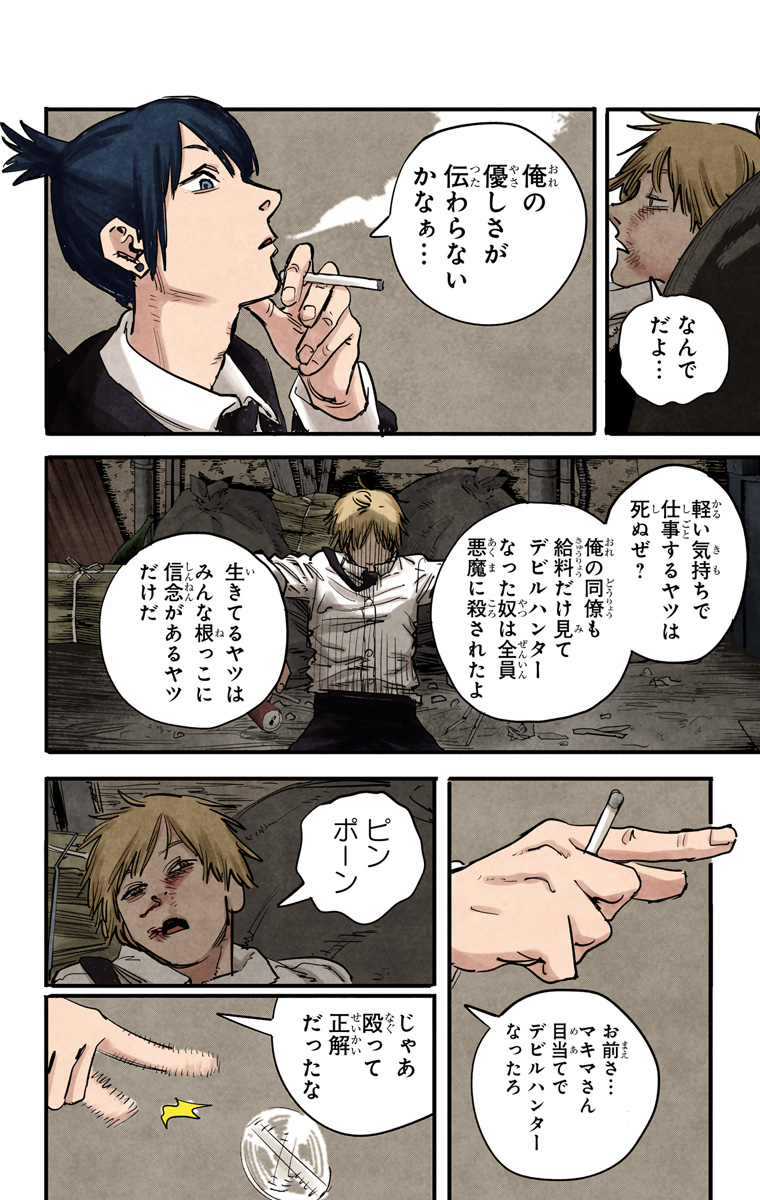 なんで
だよ…
俺の
優しさが
伝わらない
かなぁ…
軽い気持ちで
仕事するヤツは
死ぬぜ？
俺の同僚も
給料だけ見て
デビルハンター
なった奴は全員
悪魔に殺されたよ
生きてるヤツは
みんな根っこに
信念があるヤツ
だけだ
お前さ…
マキマさん
目当てで
デビルハンター
なったろ
ピン
ポーン
じゃあ
殴って
正解
だったな